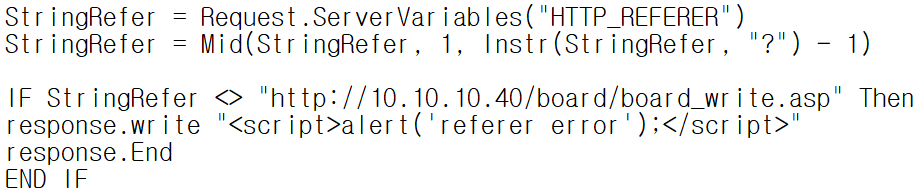 StringRefer = Request.ServerVariables("HTTP_REFERER")
StringRefer = Mid(StringRefer, 1, Instr(StringRefer, "?") - 1)
IF StringRefer <> "http://10.10.10.40/board/board_write.asp" Then
response.write "<script>alert('referer error');</script>"
response.End
END IF